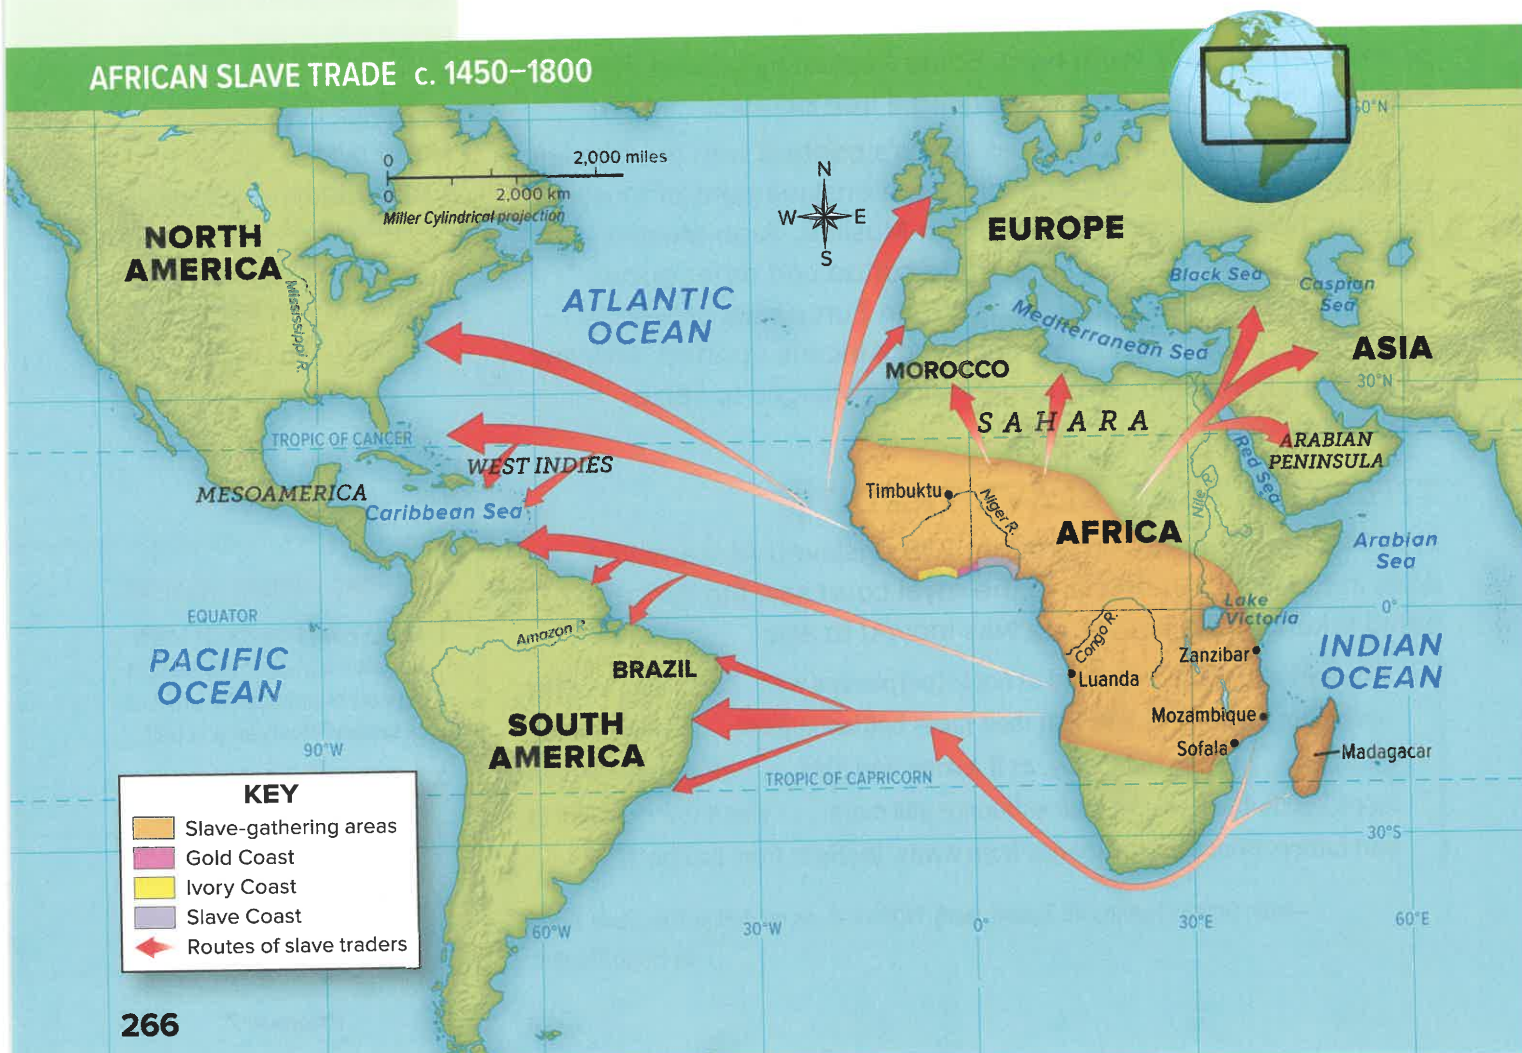 AFRICAN SLAVE TRADE c. 1450–1800
60°N
0
2,000 miles
0
2,000 km
Miller Cylindrical projection
N
W
E
S
NORTH
AMERICA
Mississippi R.
ATLANTIC
OCEAN
EUROPE
Black Sea
Caspian
Sea
Mediterranean Sea
ASIA
MOROCCO
30°N
SAHARA
TROPIC OF CANCER
ARABIAN
PENINSULA
Red Sea
WEST INDIES
MESOAMERICA
Caribbean Sea
Timbuktu
Niger R.
Nile R.
AFRICA
Arabian
Sea
EQUATOR
Lake
Victoria
0°
Amazon R.
Congo R.
PACIFIC
OCEAN
BRAZIL
Zanzibar
INDIAN
OCEAN
Luanda
SOUTH
AMERICA
Mozambique
Sofala
Madagacar
90°W
TROPIC OF CAPRICORN
30°S
KEY
Slave-gathering areas
Gold Coast
Ivory Coast
Slave Coast
Routes of slave traders
60°W
30°W
0°
30°E
60°E
266